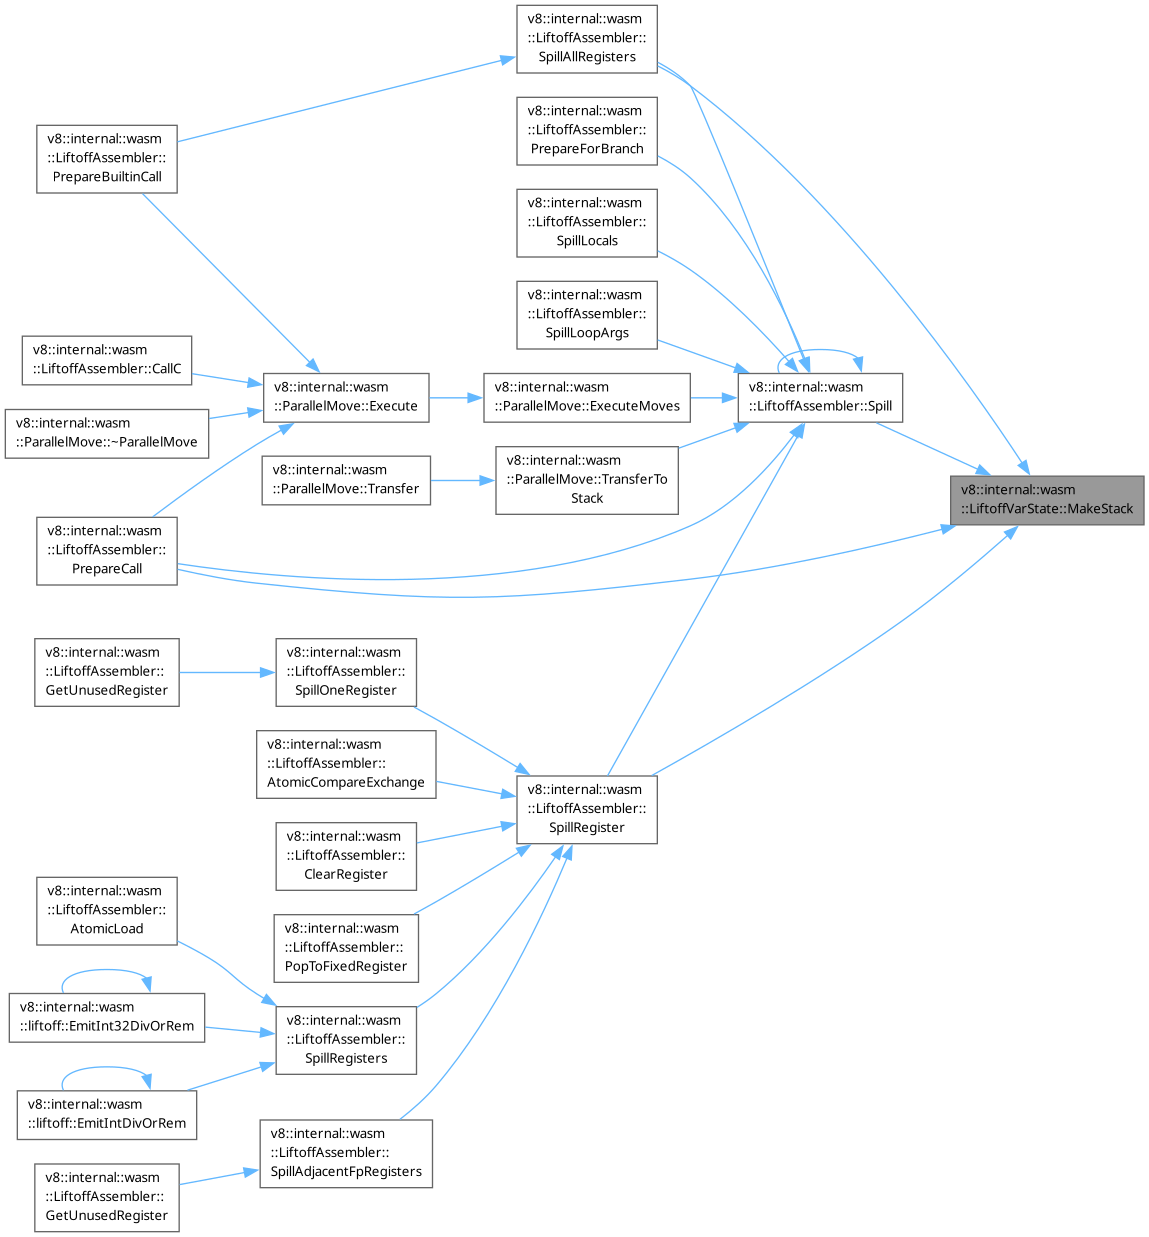 v8::internal::wasm
::LiftoffAssembler::
SpillAllRegisters
v8::internal::wasm
::LiftoffAssembler::
PrepareForBranch
v8::internal::wasm
::LiftoffAssembler::
PrepareBuiltinCall
v8::internal::wasm
::LiftoffAssembler::
SpillLocals
v8::internal::wasm
::LiftoffAssembler::
SpillLoopArgs
v8::internal::wasm
::LiftoffAssembler::CallC
v8::internal::wasm
::ParallelMove::Execute
v8::internal::wasm
::ParallelMove::ExecuteMoves
v8::internal::wasm
::LiftoffAssembler::Spill
v8::internal::wasm
::ParallelMove::~ParallelMove
v8::internal::wasm
::ParallelMove::Transfer
v8::internal::wasm
::ParallelMove::TransferTo
Stack
v8::internal::wasm
::LiftoffVarState::MakeStack
v8::internal::wasm
::LiftoffAssembler::
PrepareCall
v8::internal::wasm
::LiftoffAssembler::
GetUnusedRegister
v8::internal::wasm
::LiftoffAssembler::
SpillOneRegister
v8::internal::wasm
::LiftoffAssembler::
AtomicCompareExchange
v8::internal::wasm
::LiftoffAssembler::
SpillRegister
v8::internal::wasm
::LiftoffAssembler::
ClearRegister
v8::internal::wasm
::LiftoffAssembler::
AtomicLoad
v8::internal::wasm
::LiftoffAssembler::
PopToFixedRegister
v8::internal::wasm
::liftoff::EmitInt32DivOrRem
v8::internal::wasm
::LiftoffAssembler::
SpillRegisters
v8::internal::wasm
::liftoff::EmitIntDivOrRem
v8::internal::wasm
::LiftoffAssembler::
SpillAdjacentFpRegisters
v8::internal::wasm
::LiftoffAssembler::
GetUnusedRegister